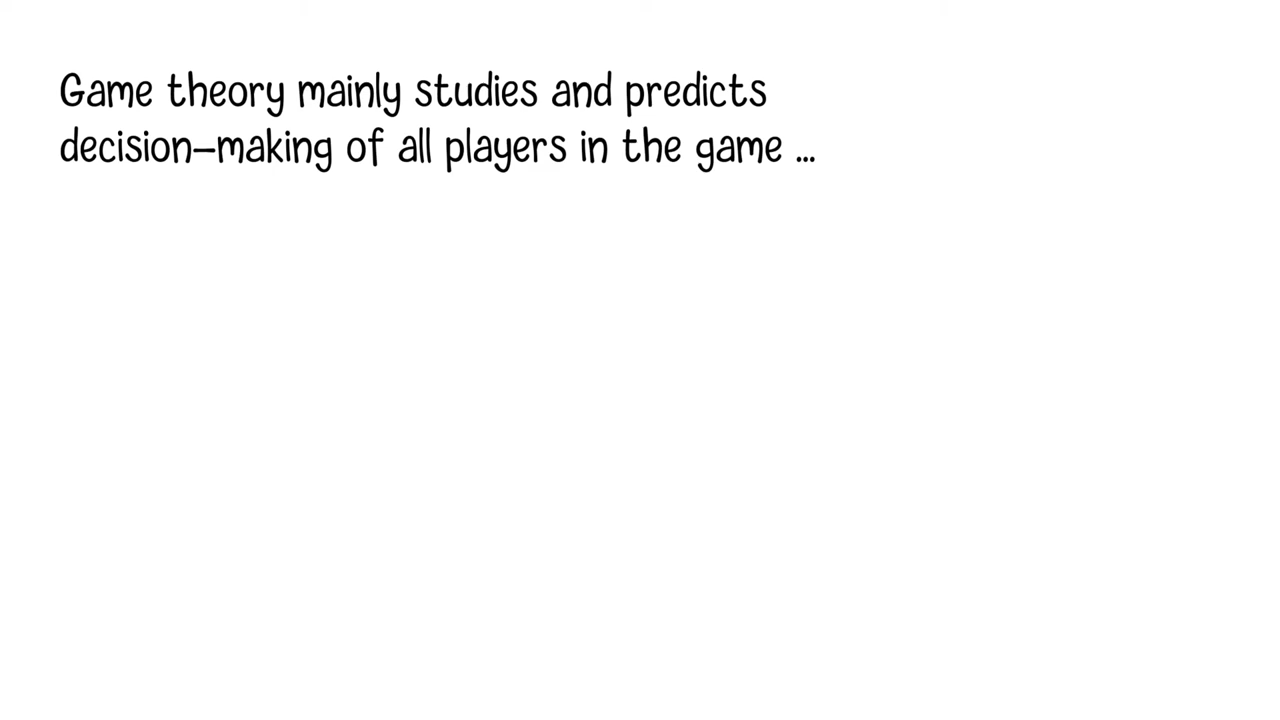 Game theory mainly studies and predicts
decision-making of all players in the game ...